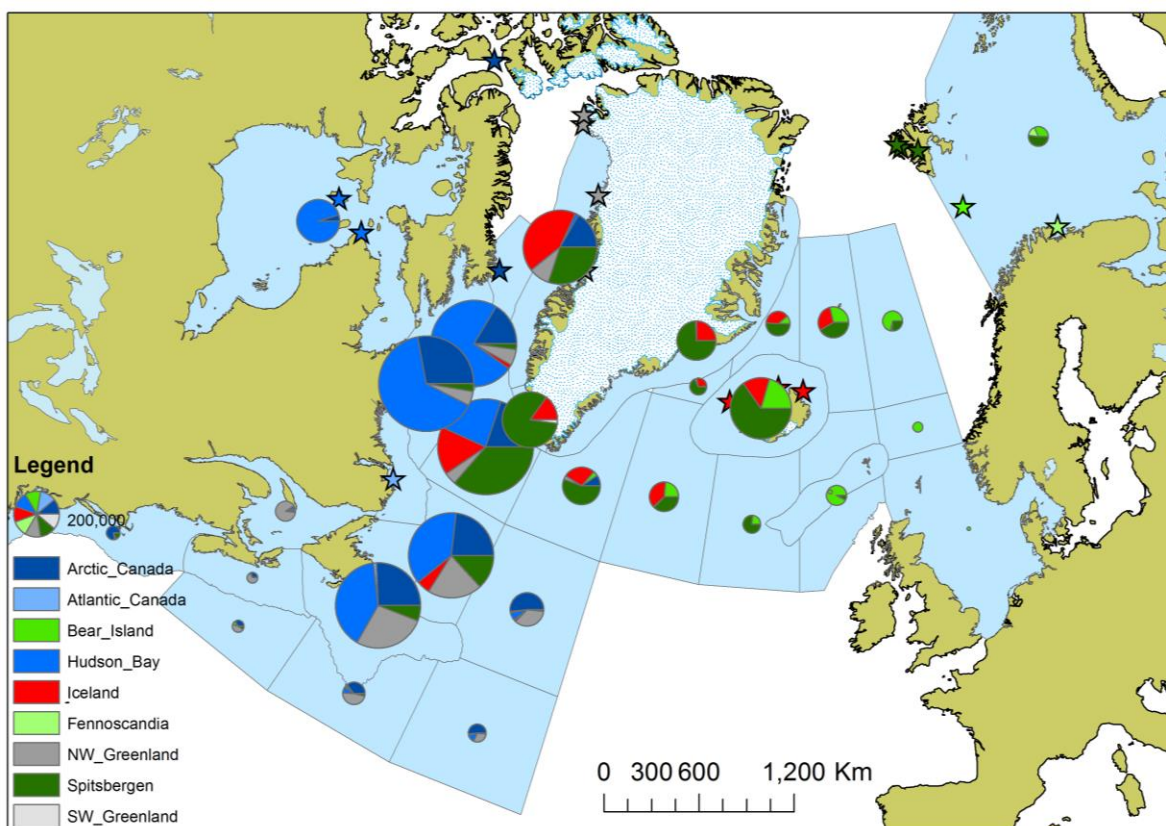 Legend
200,000
Arctic_Canada
Atlantic_Canada
Bear_Island
Hudson_Bay
Iceland
Fennoscandia
NW_Greenland
Spitsbergen
SW_Greenland
0 300 600 1,200 Km